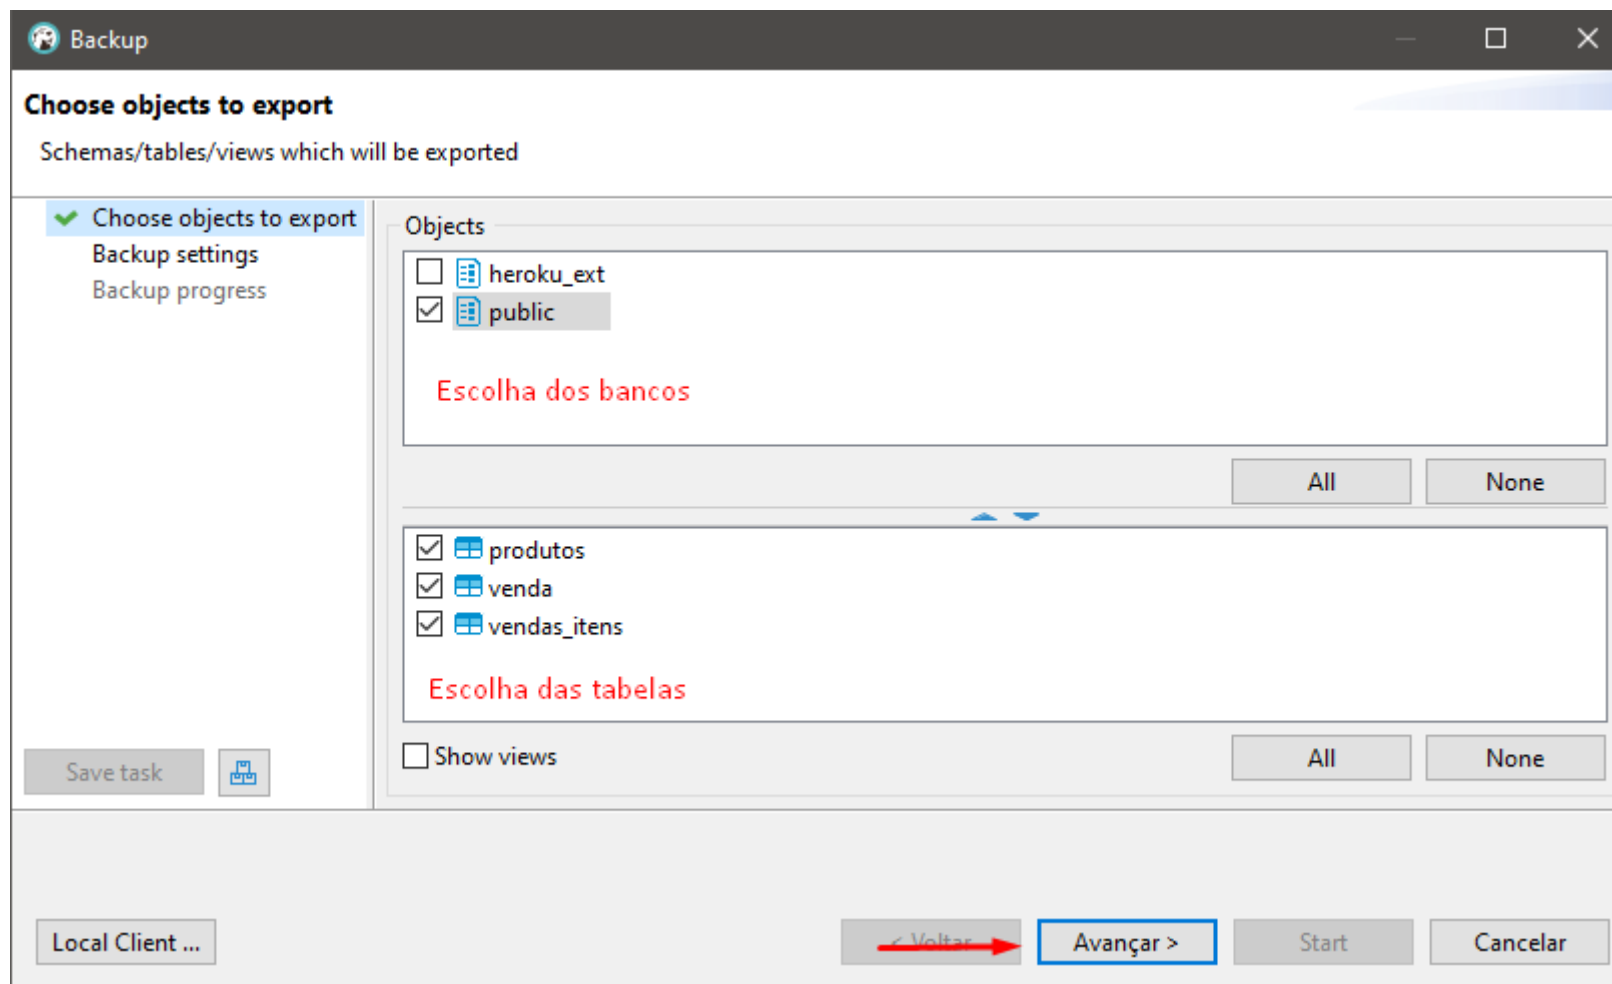 Backup
Choose objects to export
Schemas/tables/views which will be exported
Choose objects to export
Backup settings
Backup progress
Objects
heroku_ext
public
Escolha dos bancos
All
None
produtos
venda
vendas_itens
Escolha das tabelas
Show views
All
None
Save task
Local Client ...
< Voltar
Avançar >
Start
Cancelar